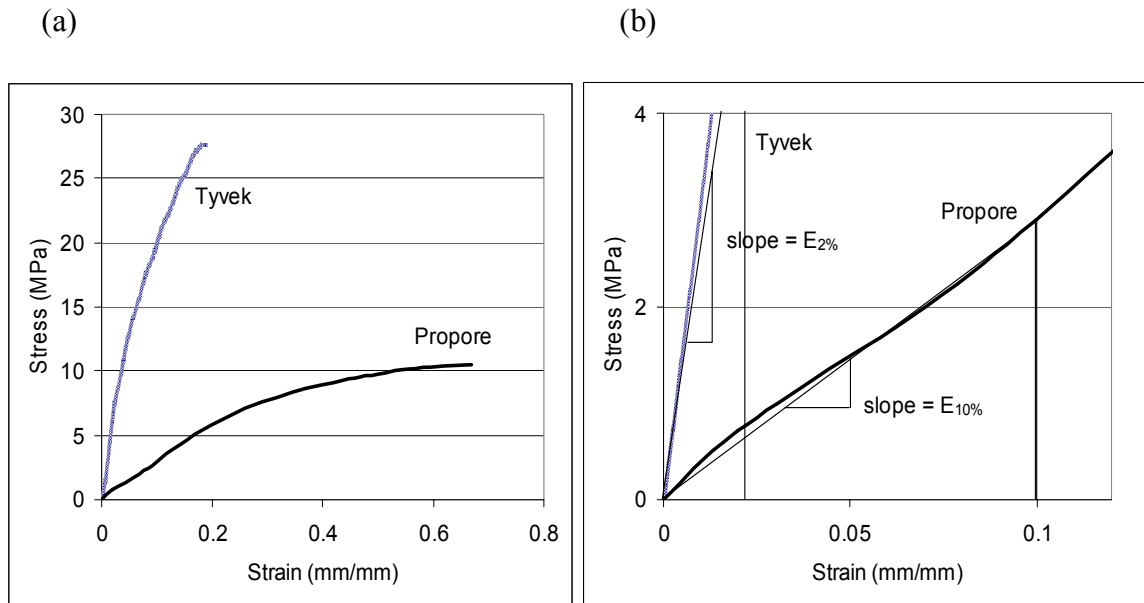 (a)
30
25
20
15
10
5
0
Stress (MPa)
Tyvek
Propore
0 0.2 0.4 0.6 0.8
Strain (mm/mm)
(b)
4
2
0
Stress (MPa)
Tyvek
Propore
slope = E2%
slope = E10%
0 0.05 0.1
Strain (mm/mm)